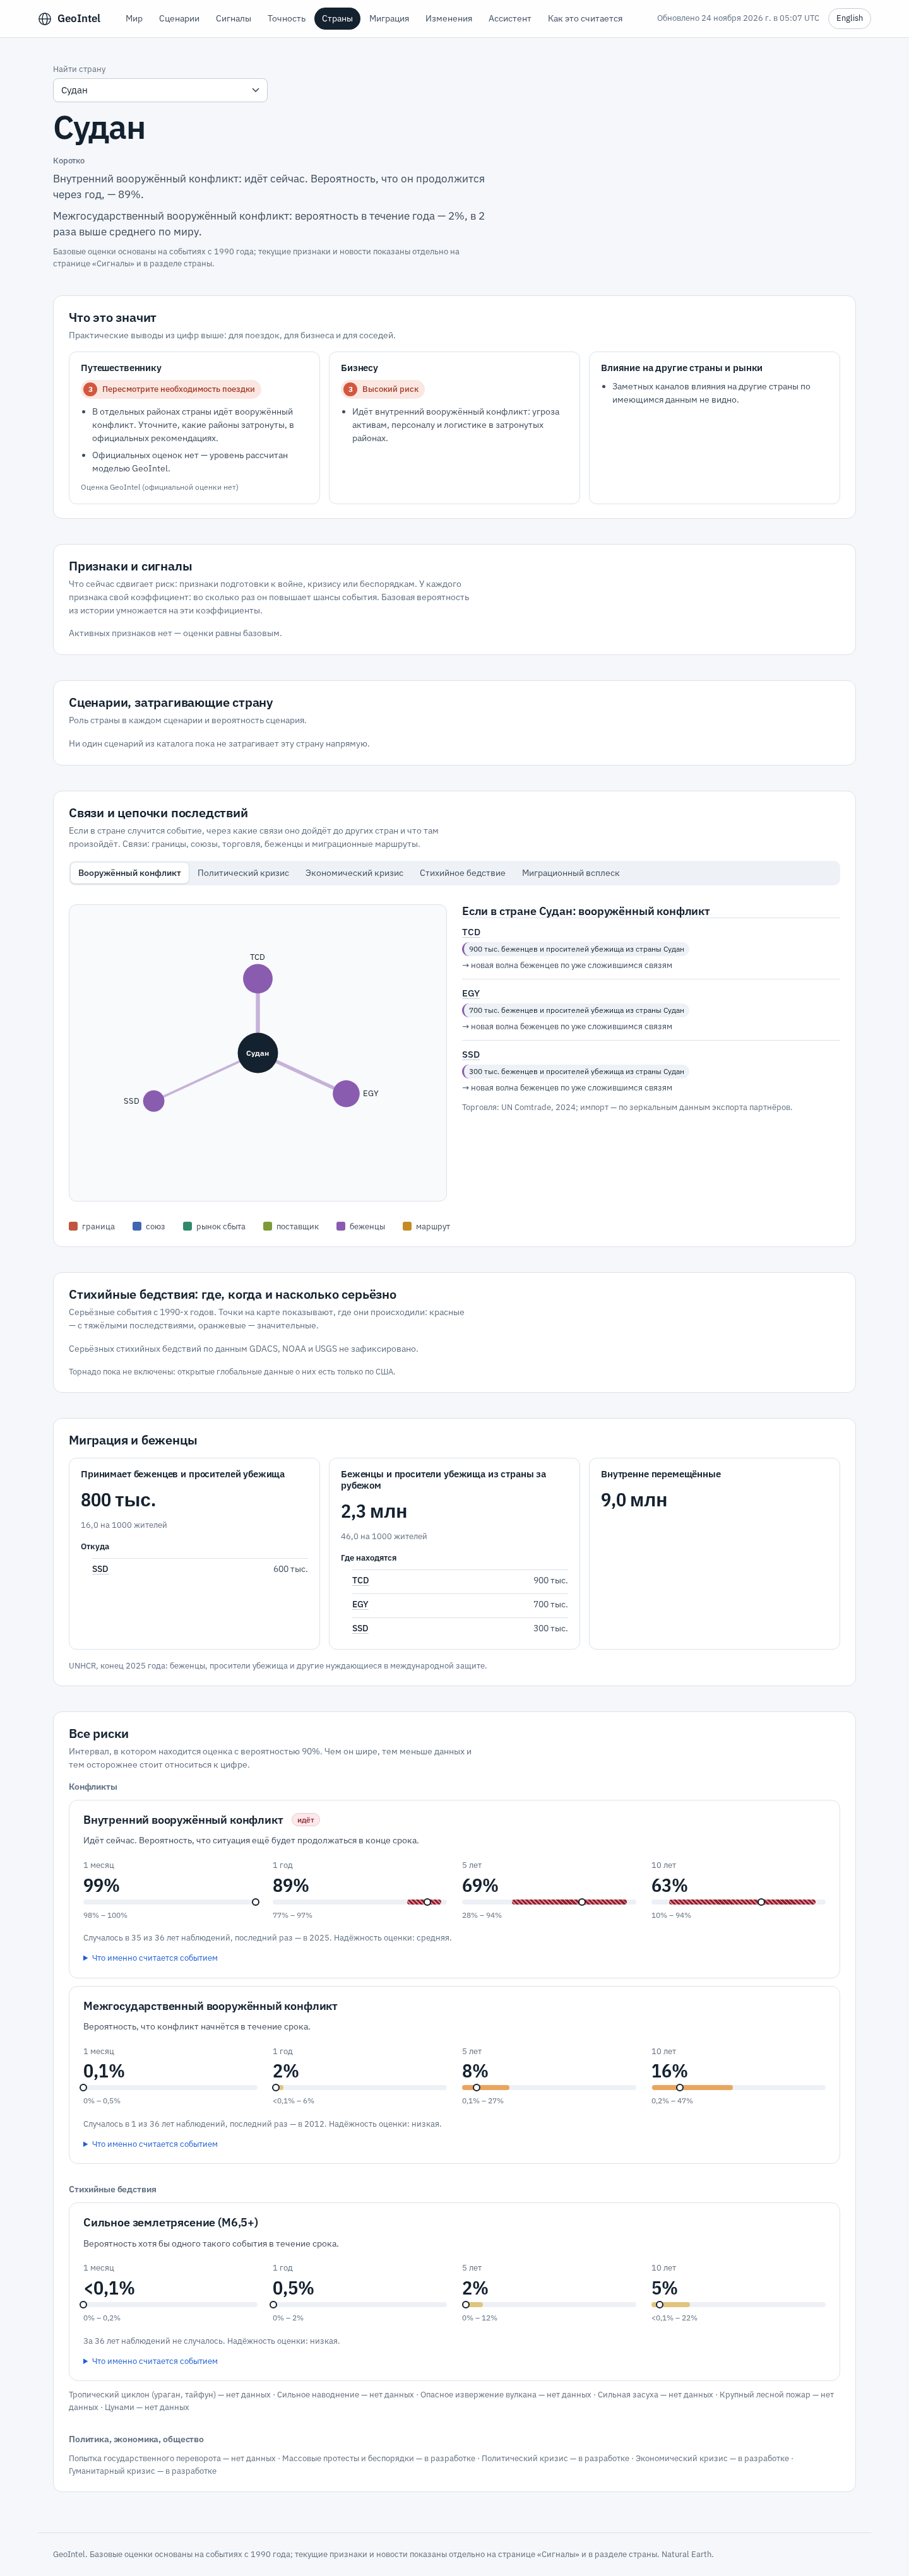 GeoIntel
Мир
Сценарии
Сигналы
Точность
Страны
Миграция
Изменения
Ассистент
Как это считается
Обновлено 24 ноября 2026 г. в 05:07 UTC
English
Найти страну
Судан
Судан
Коротко
Внутренний вооружённый конфликт: идёт сейчас. Вероятность, что он продолжится
через год, — 89%.
Межгосударственный вооружённый конфликт: вероятность в течение года — 2%, в 2
раза выше среднего по миру.
Базовые оценки основаны на событиях с 1990 года; текущие признаки и новости показаны отдельно на
странице «Сигналы» и в разделе страны.
Что это значит
Практические выводы из цифр выше: для поездок, для бизнеса и для соседей.
Путешественнику
3 Пересмотрите необходимость поездки
• В отдельных районах страны идёт вооружённый
конфликт. Уточните, какие районы затронуты, в
официальных рекомендациях.
• Официальных оценок нет — уровень рассчитан
моделью GeoIntel.
Оценка GeoIntel (официальной оценки нет)
Бизнесу
3 Высокий риск
• Идёт внутренний вооружённый конфликт: угроза
активам, персоналу и логистике в затронутых
районах.
Влияние на другие страны и рынки
• Заметных каналов влияния на другие страны по
имеющимся данным не видно.
Признаки и сигналы
Что сейчас сдвигает риск: признаки подготовки к войне, кризису или беспорядкам. У каждого
признака свой коэффициент: во сколько раз он повышает шансы события. Базовая вероятность
из истории умножается на эти коэффициенты.
Активных признаков нет — оценки равны базовым.
Сценарии, затрагивающие страну
Роль страны в каждом сценарии и вероятность сценария.
Ни один сценарий из каталога пока не затрагивает эту страну напрямую.
Связи и цепочки последствий
Если в стране случится событие, через какие связи оно дойдёт до других стран и что там
произойдёт. Связи: границы, союзы, торговля, беженцы и миграционные маршруты.
Вооружённый конфликт
Политический кризис
Экономический кризис
Стихийное бедствие
Миграционный всплеск
TCD
Судан
SSD
EGY
Если в стране Судан: вооружённый конфликт
TCD
900 тыс. беженцев и просителей убежища из страны Судан
→ новая волна беженцев по уже сложившимся связям
EGY
700 тыс. беженцев и просителей убежища из страны Судан
→ новая волна беженцев по уже сложившимся связям
SSD
300 тыс. беженцев и просителей убежища из страны Судан
→ новая волна беженцев по уже сложившимся связям
Торговля: UN Comtrade, 2024; импорт — по зеркальным данным экспорта партнёров.
граница
союз
рынок сбыта
поставщик
беженцы
маршрут
Стихийные бедствия: где, когда и насколько серьёзно
Серьёзные события с 1990-х годов. Точки на карте показывают, где они происходили: красные
— с тяжёлыми последствиями, оранжевые — значительные.
Серьёзных стихийных бедствий по данным GDACS, NOAA и USGS не зафиксировано.
Торнадо пока не включены: открытые глобальные данные о них есть только по США.
Миграция и беженцы
Принимает беженцев и просителей убежища
800 тыс.
16,0 на 1000 жителей
Откуда
SSD 600 тыс.
Беженцы и просители убежища из страны за
рубежом
2,3 млн
46,0 на 1000 жителей
Где находятся
TCD 900 тыс.
EGY 700 тыс.
SSD 300 тыс.
Внутренне перемещённые
9,0 млн
UNHCR, конец 2025 года: беженцы, просители убежища и другие нуждающиеся в международной защите.
Все риски
Интервал, в котором находится оценка с вероятностью 90%. Чем он шире, тем меньше данных и
тем осторожнее стоит относиться к цифре.
Конфликты
Внутренний вооружённый конфликт идёт
Идёт сейчас. Вероятность, что ситуация ещё будет продолжаться в конце срока.
1 месяц
99%
98% – 100%
1 год
89%
77% – 97%
5 лет
69%
28% – 94%
10 лет
63%
10% – 94%
Случалось в 35 из 36 лет наблюдений, последний раз — в 2025. Надёжность оценки: средняя.
▶ Что именно считается событием
Межгосударственный вооружённый конфликт
Вероятность, что конфликт начнётся в течение срока.
1 месяц
0,1%
0% – 0,5%
1 год
2%
<0,1% – 6%
5 лет
8%
0,1% – 27%
10 лет
16%
0,2% – 47%
Случалось в 1 из 36 лет наблюдений, последний раз — в 2012. Надёжность оценки: низкая.
▶ Что именно считается событием
Стихийные бедствия
Сильное землетрясение (M6,5+)
Вероятность хотя бы одного такого события в течение срока.
1 месяц
<0,1%
0% – 0,2%
1 год
0,5%
0% – 2%
5 лет
2%
0% – 12%
10 лет
5%
<0,1% – 22%
За 36 лет наблюдений не случалось. Надёжность оценки: низкая.
▶ Что именно считается событием
Тропический циклон (ураган, тайфун) — нет данных · Сильное наводнение — нет данных · Опасное извержение вулкана — нет данных · Сильная засуха — нет данных · Крупный лесной пожар — нет
данных · Цунами — нет данных
Политика, экономика, общество
Попытка государственного переворота — нет данных · Массовые протесты и беспорядки — в разработке · Политический кризис — в разработке · Экономический кризис — в разработке ·
Гуманитарный кризис — в разработке
GeoIntel. Базовые оценки основаны на событиях с 1990 года; текущие признаки и новости показаны отдельно на странице «Сигналы» и в разделе страны. Natural Earth.